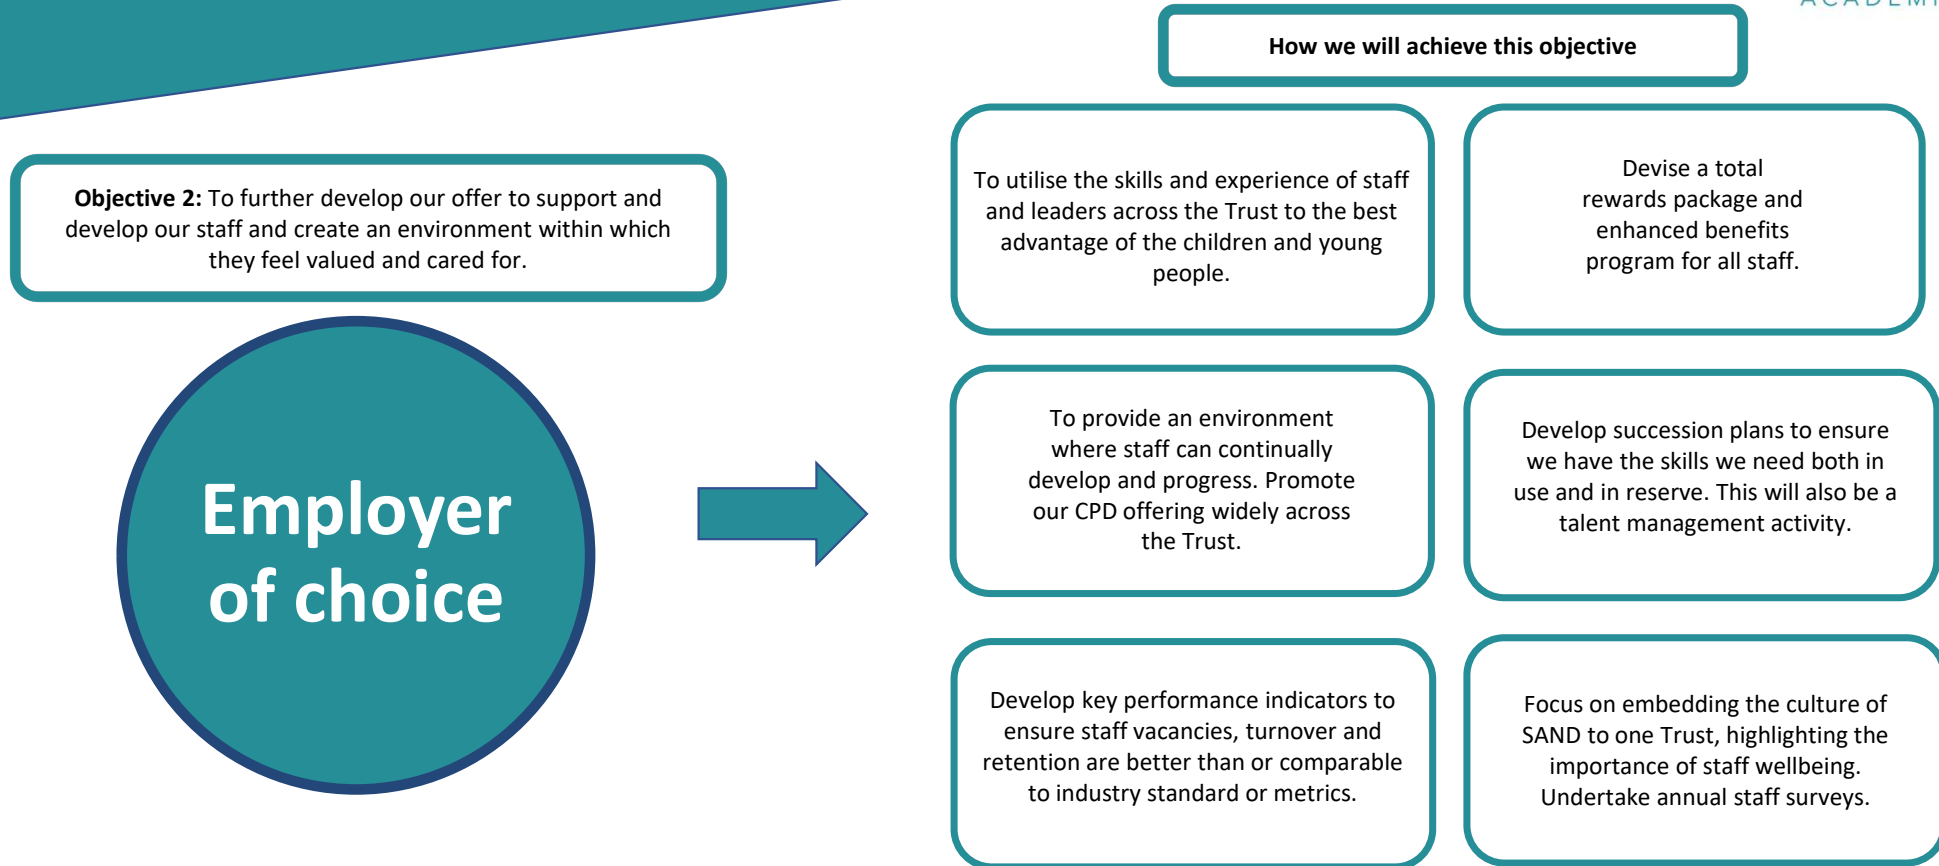 How we will achieve this objective
Objective 2: To further develop our offer to support and
develop our staff and create an environment within which
they feel valued and cared for.
Employer
of choice
To utilise the skills and experience of staff
and leaders across the Trust to the best
advantage of the children and young
people.
Devise a total
rewards package and
enhanced benefits
program for all staff.
To provide an environment
where staff can continually
develop and progress. Promote
our CPD offering widely across
the Trust.
Develop succession plans to ensure
we have the skills we need both in
use and in reserve. This will also be a
talent management activity.
Develop key performance indicators to
ensure staff vacancies, turnover and
retention are better than or comparable
to industry standard or metrics.
Focus on embedding the culture of
SAND to one Trust, highlighting the
importance of staff wellbeing.
Undertake annual staff surveys.